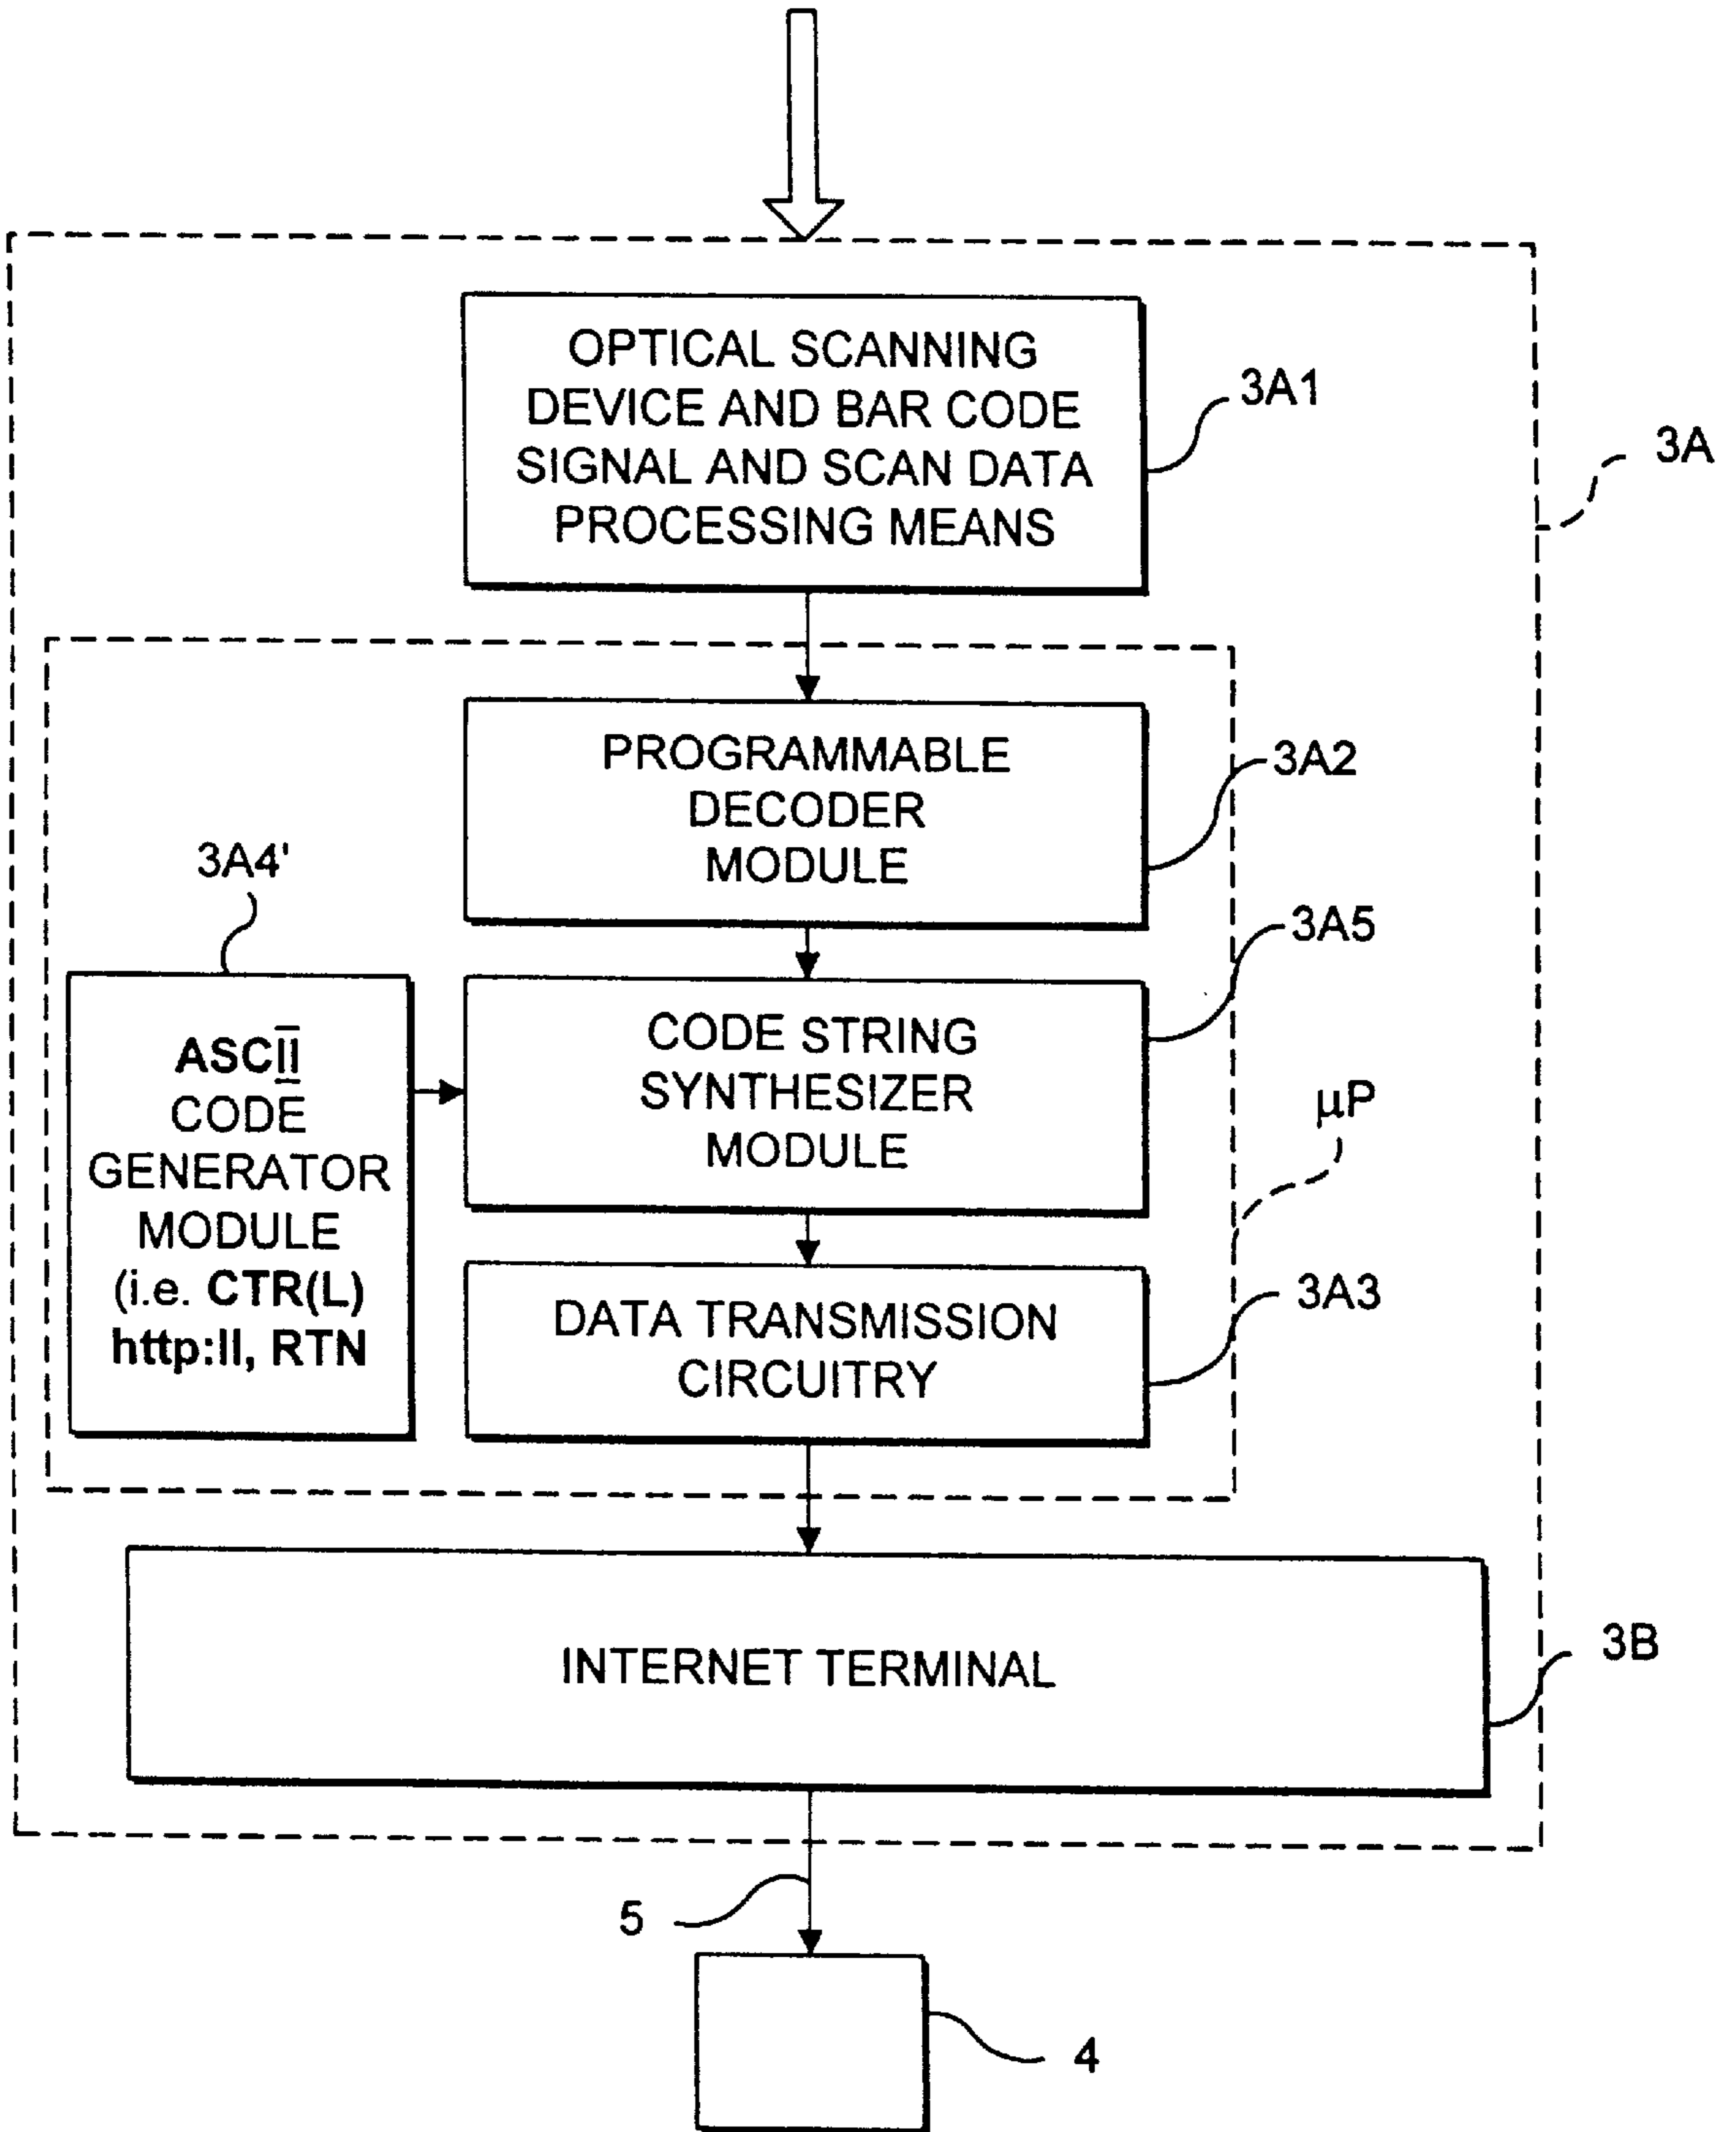 OPTICAL SCANNING
DEVICE AND BAR CODE
SIGNAL AND SCAN DATA
PROCESSING MEANS
3A1
3A
PROGRAMMABLE
DECODER
MODULE
3A2
3A4'
3A5
ASCII
CODE
GENERATOR
MODULE
(i.e. CTR(L)
http:II, RTN
CODE STRING
SYNTHESIZER
MODULE
µP
DATA TRANSMISSION
CIRCUITRY
3A3
INTERNET TERMINAL
3B
5
4